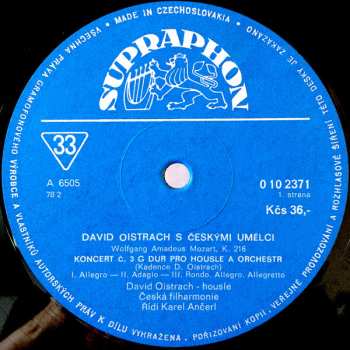 MADE IN CZECHOSLOVAKIA • VŠECHNA PRÁVA GRAMOFONOVÉHO VÝROBCE A VLASTNÍKŮ AUTORSKÝCH PRÁV K DÍLU VYHRAŽENA. POŘIZOVÁNÍ KOPIÍ, VEŘEJNÉ PROVOZOVÁNÍ A ROZHLASOVÉ ŠÍŘENÍ TÉTO DESKY JE ZAKÁZÁNO
SUPRAPHON
33
A 6505
78 2
0 10 2371
1. strana
Kčs 36,-
DAVID OISTRACH S ČESKÝMI UMĚLCI
Wolfgang Amadeus Mozart, K. 216
KONCERT Č. 3 G DUR PRO HOUSLE A ORCHESTR
(Kadence D. Oistrach)
I. Allegro — II. Adagio — III. Rondo. Allegro, Allegretto
David Oistrach - housle
Česká filharmonie
Řídí Karel Ančerl